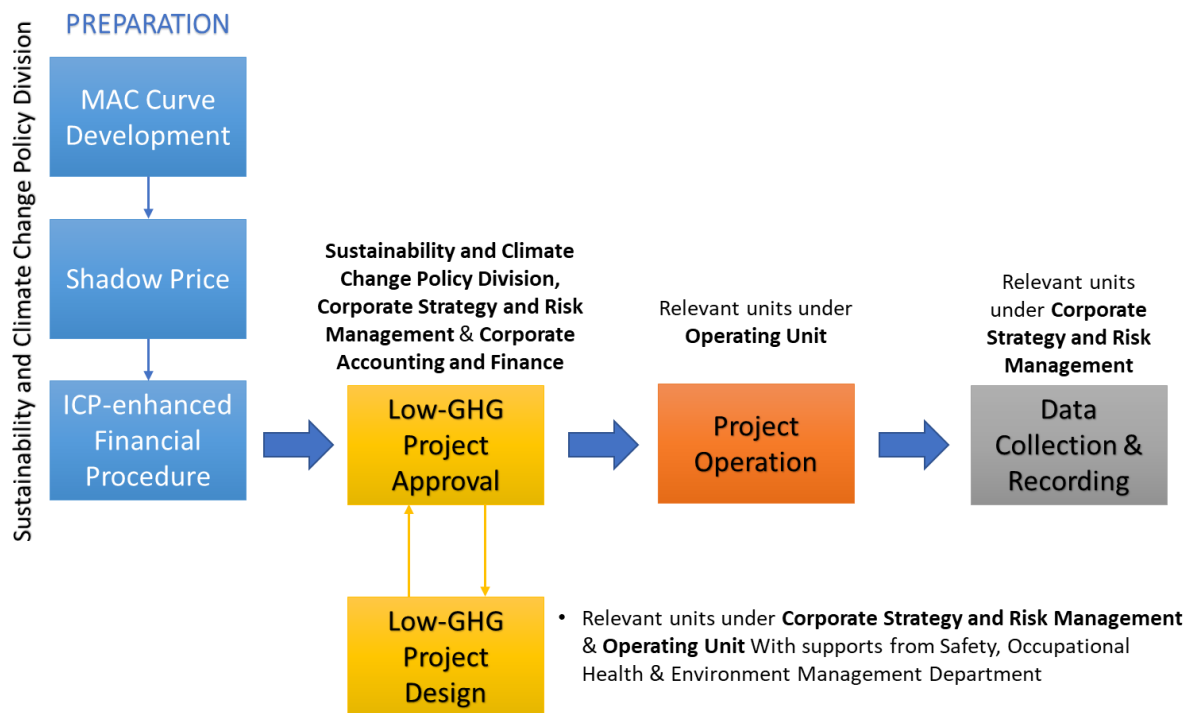 Sustainability and Climate Change Policy Division
PREPARATION
MAC Curve
Development
Shadow Price
ICP-enhanced
Financial
Procedure
Sustainability and Climate
Change Policy Division,
Corporate Strategy and Risk
Management & Corporate
Accounting and Finance
Low-GHG
Project
Approval
Low-GHG
Project
Design
• Relevant units under Corporate Strategy and Risk Management
& Operating Unit With supports from Safety, Occupational
Health & Environment Management Department
Relevant units under
Operating Unit
Project
Operation
Relevant units
under Corporate
Strategy and Risk
Management
Data
Collection &
Recording